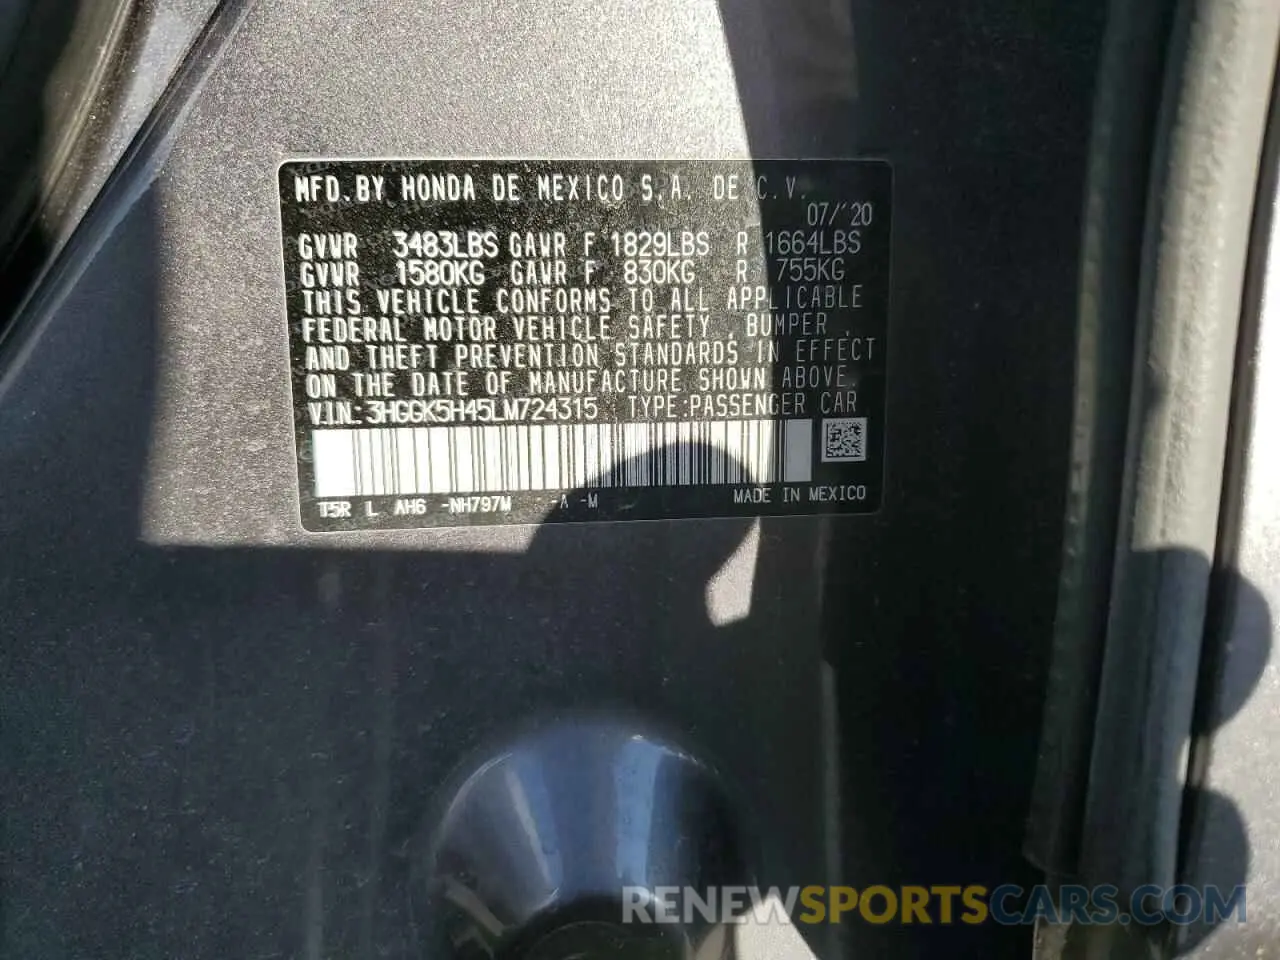 MFD.BY HONDA DE MEXICO S.A. DE C.V.
07/'20
GVWR 3483LBS GAWR F 1829LBS R 1664LBS
GVWR 1580KG GAWR F 830KG R 755KG
THIS VEHICLE CONFORMS TO ALL APPLICABLE
FEDERAL MOTOR VEHICLE SAFETY , BUMPER ,
AND THEFT PREVENTION STANDARDS IN EFFECT
ON THE DATE OF MANUFACTURE SHOWN ABOVE.
VIN:3HGGK5H45LM724315 TYPE:PASSENGER CAR
T5R L AH6 -NH797M -A -M MADE IN MEXICO
RENEWSPORTSCARS.COM